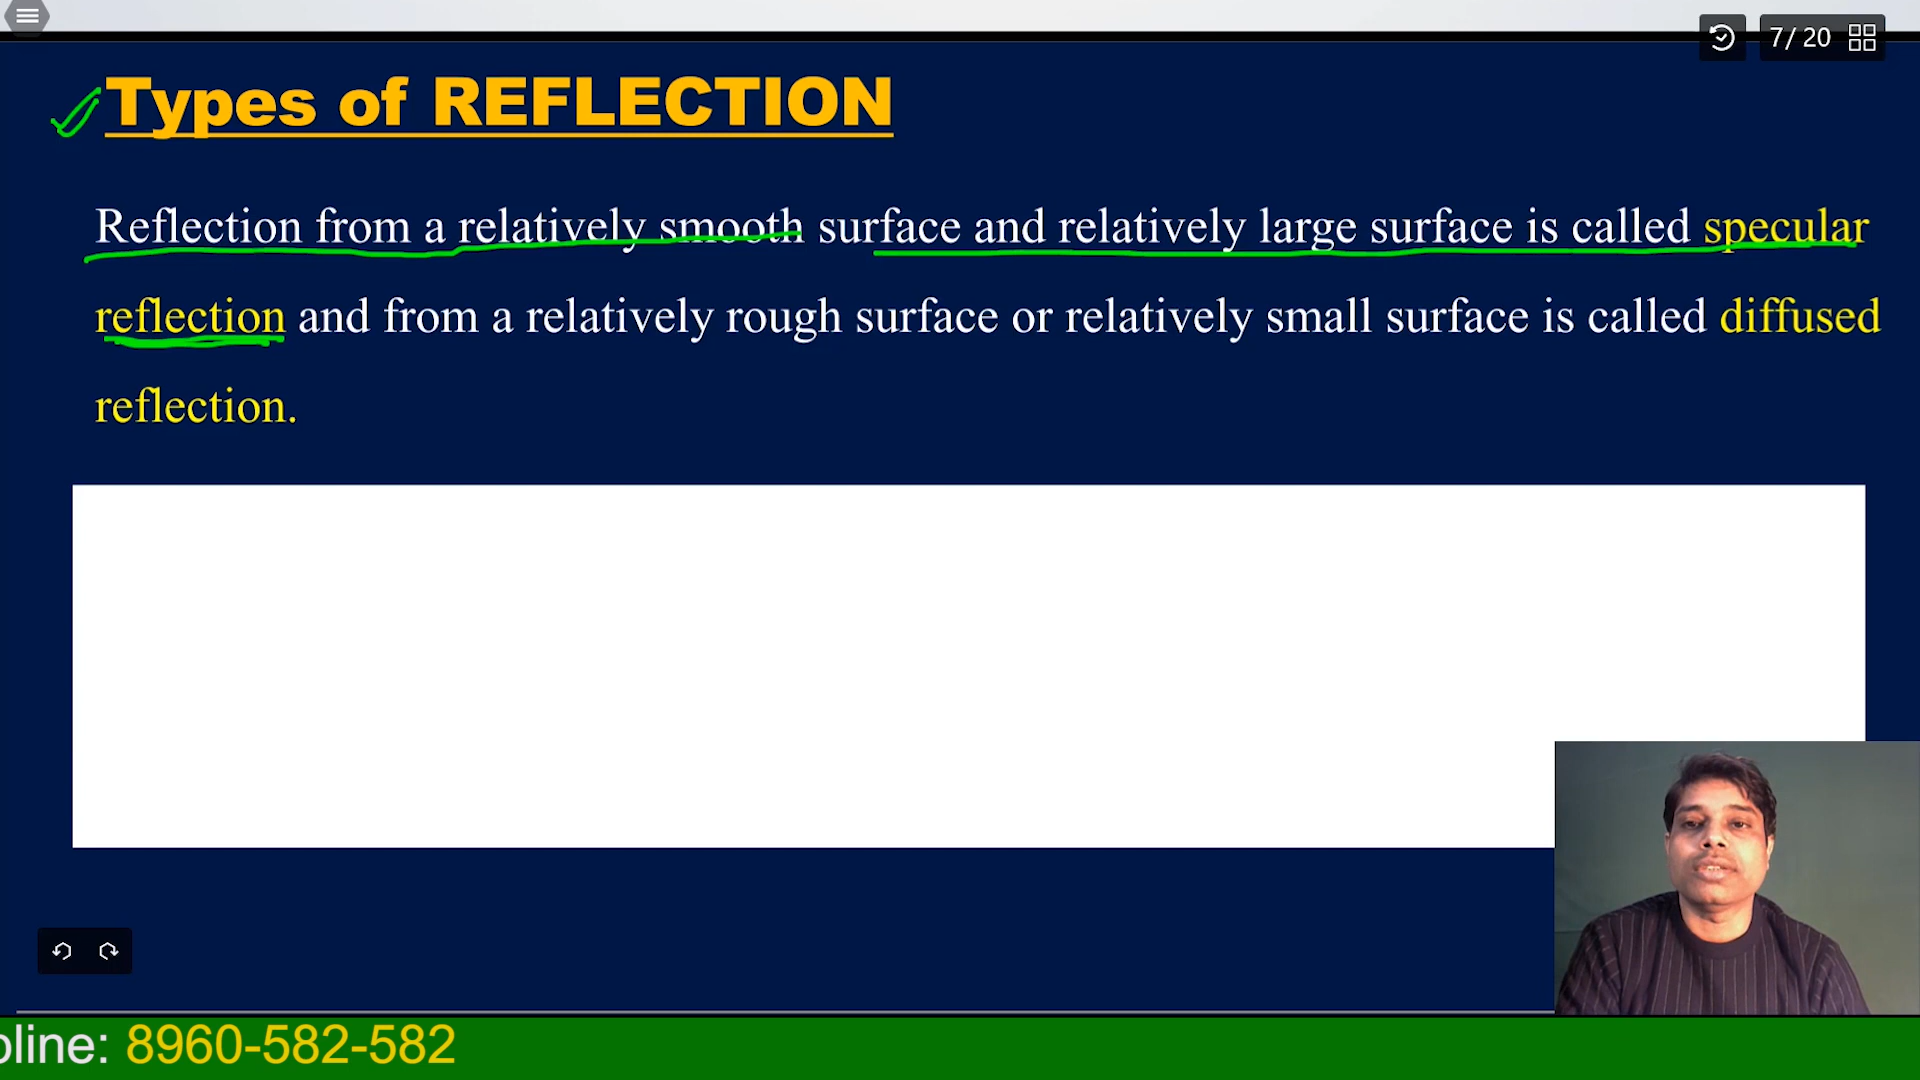 7/ 20
Types of REFLECTION
Reflection from a relatively smooth surface and relatively large surface is called specular
reflection and from a relatively rough surface or relatively small surface is called diffused
reflection.
pline: 8960-582-582